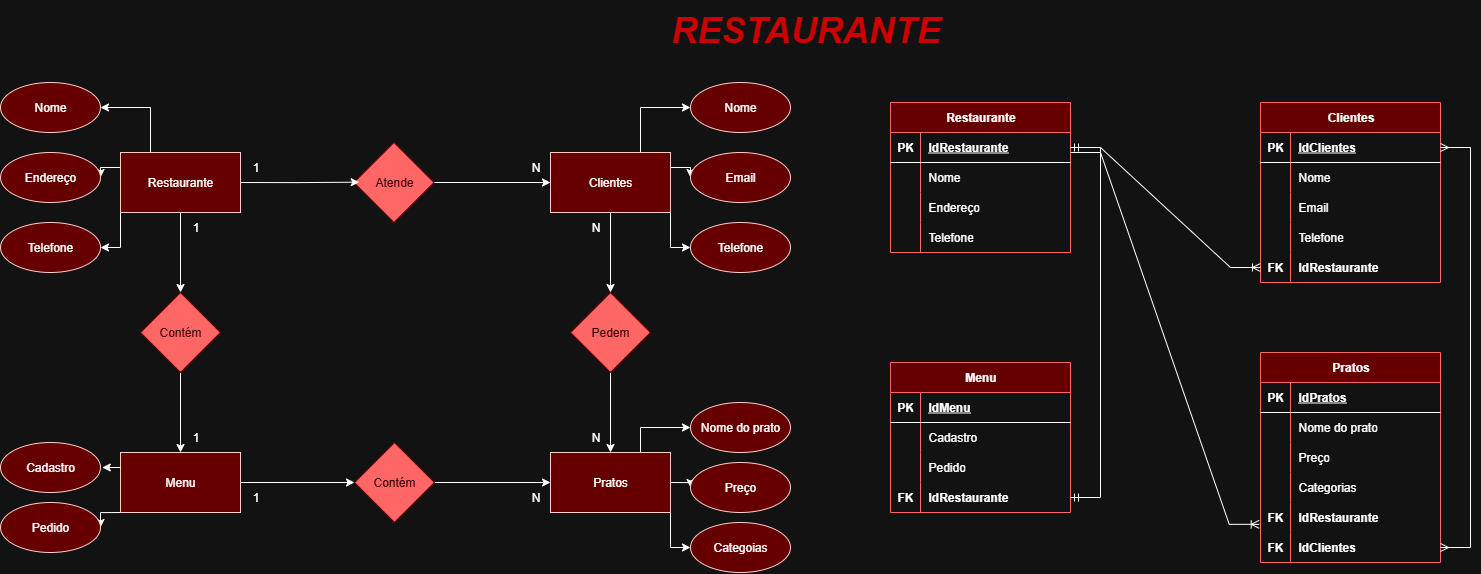 RESTAURANTE
Nome
Endereço
Telefone
Restaurante
1
Atende
N
Clientes
Nome
Email
Telefone
1
Contém
1
N
Pedem
N
Cadastro
Pedido
Menu
1
Contém
N
Pratos
Nome do prato
Preço
Categoias
Restaurante
PK IdRestaurante
Nome
Endereço
Telefone
Clientes
PK IdClientes
Nome
Email
Telefone
FK IdRestaurante
Menu
PK IdMenu
Cadastro
Pedido
FK IdRestaurante
Pratos
PK IdPratos
Nome do prato
Preço
Categorias
FK IdRestaurante
FK IdClientes